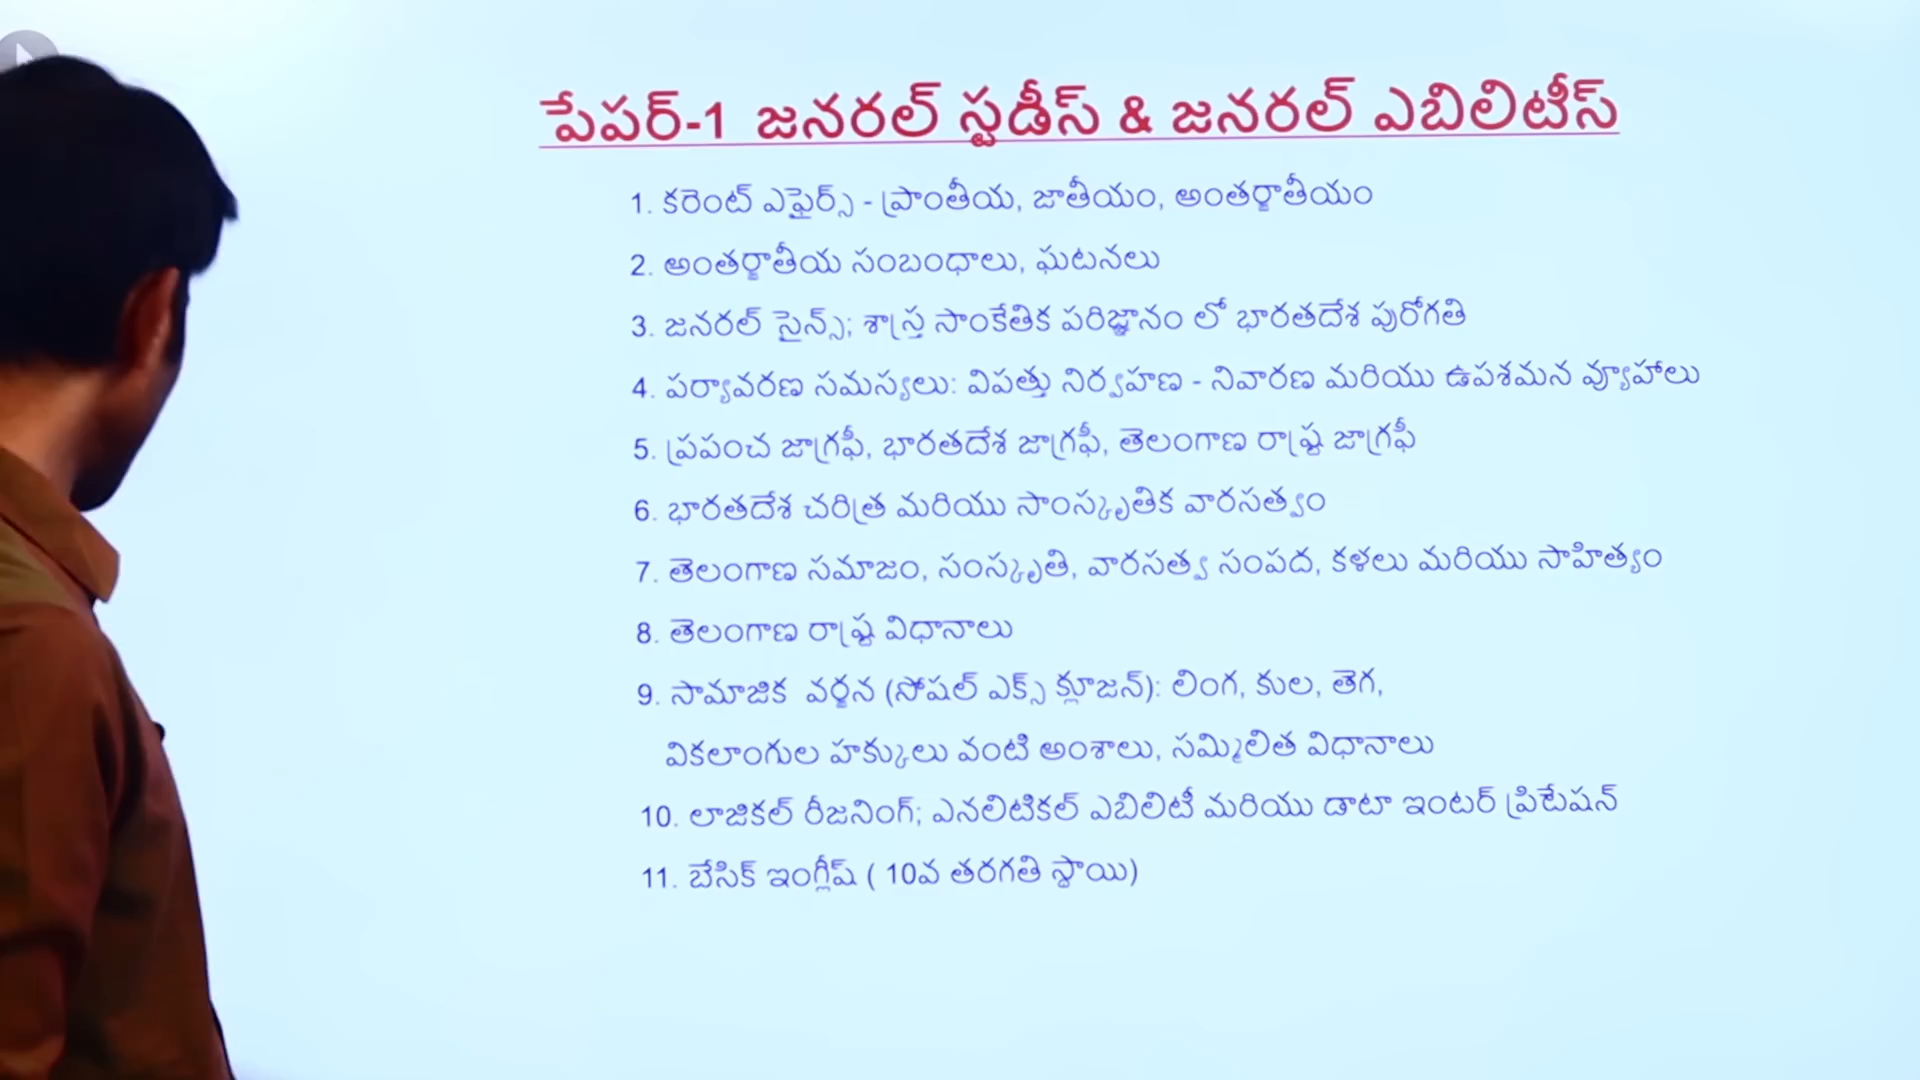 పేపర్-1 జనరల్ స్టడీస్ & జనరల్ ఎబిలిటీస్
1. కరెంట్ ఎఫైర్స్ - ప్రాంతీయ, జాతీయం, అంతర్జాతీయం
2. అంతర్జాతీయ సంబంధాలు, ఘటనలు
3. జనరల్ సైన్స్; శాస్త్ర సాంకేతిక పరిజ్ఞానం లో భారతదేశ పురోగతి
4. పర్యావరణ సమస్యలు: విపత్తు నిర్వహణ - నివారణ మరియు ఉపశమన వ్యూహాలు
5. ప్రపంచ జాగ్రఫీ, భారతదేశ జాగ్రఫీ, తెలంగాణ రాష్ట్ర జాగ్రఫీ
6. భారతదేశ చరిత్ర మరియు సాంస్కృతిక వారసత్వం
7. తెలంగాణ సమాజం, సంస్కృతి, వారసత్వ సంపద, కళలు మరియు సాహిత్యం
8. తెలంగాణ రాష్ట్ర విధానాలు
9. సామాజిక వర్జన (సోషల్ ఎక్స్ క్లూజన్): లింగ, కుల, తెగ,
వికలాంగుల హక్కులు వంటి అంశాలు, సమ్మిలిత విధానాలు
10. లాజికల్ రీజనింగ్; ఎనలిటికల్ ఎబిలిటీ మరియు డాటా ఇంటర్ ప్రిటేషన్
11. బేసిక్ ఇంగ్లీష్ ( 10వ తరగతి స్థాయి)